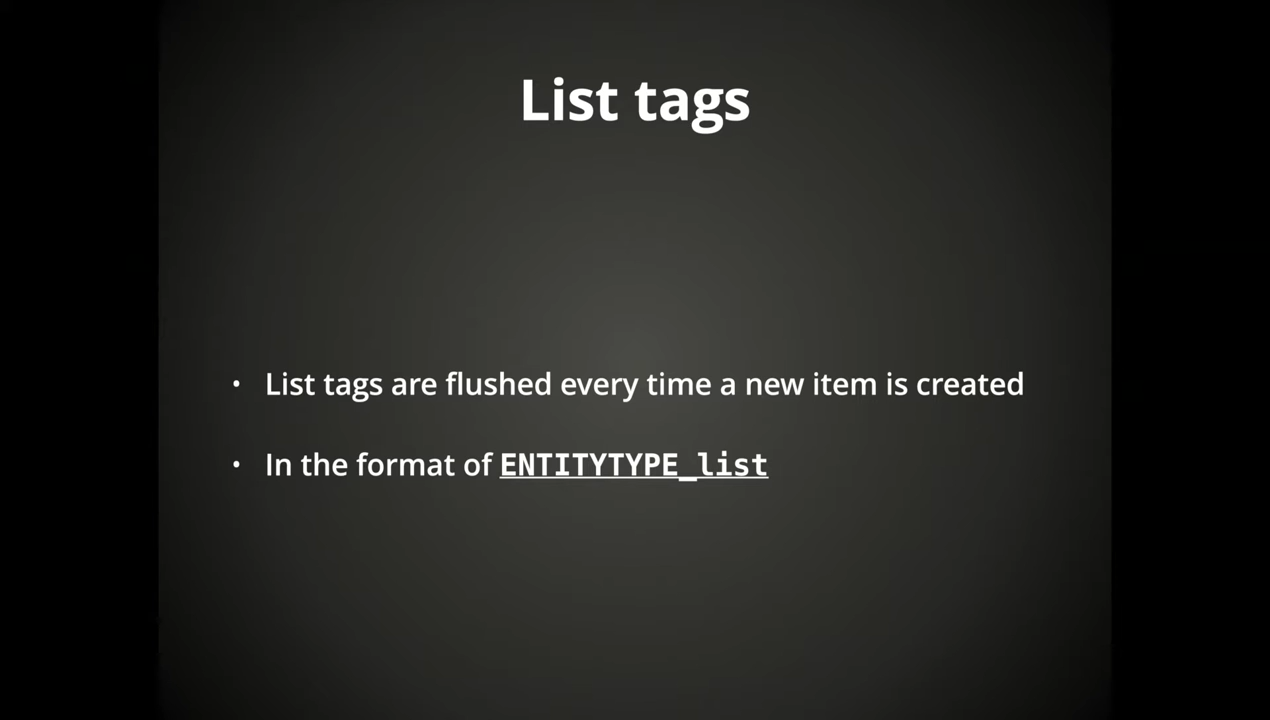 List tags
• List tags are flushed every time a new item is created
• In the format of ENTITYTYPE_list